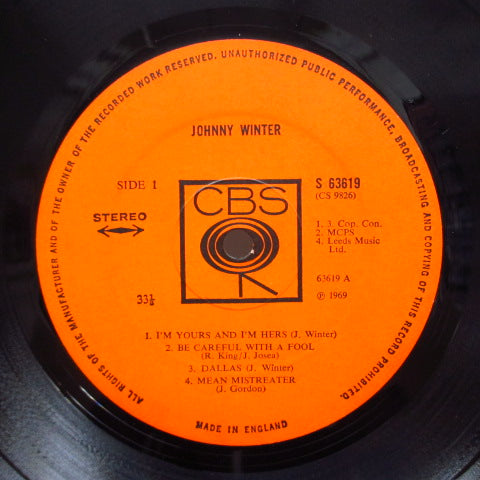 ALL RIGHTS OF THE MANUFACTURER AND OF THE OWNER OF THE RECORDED WORK RESERVED. UNAUTHORIZED PUBLIC PERFORMANCE, BROADCASTING AND COPYING OF THIS RECORD PROHIBITED.
JOHNNY WINTER
SIDE 1
S 63619
(CS 9826)
CBS
STEREO
1, 3. Cop. Con.
2. MCPS
4. Leeds Music
Ltd.
63619 A
33⅓
℗ 1969
1. I'M YOURS AND I'M HERS (J. Winter)
2. BE CAREFUL WITH A FOOL
(R. King/J. Josea)
3. DALLAS (J. Winter)
4. MEAN MISTREATER
(J. Gordon)
MADE IN ENGLAND